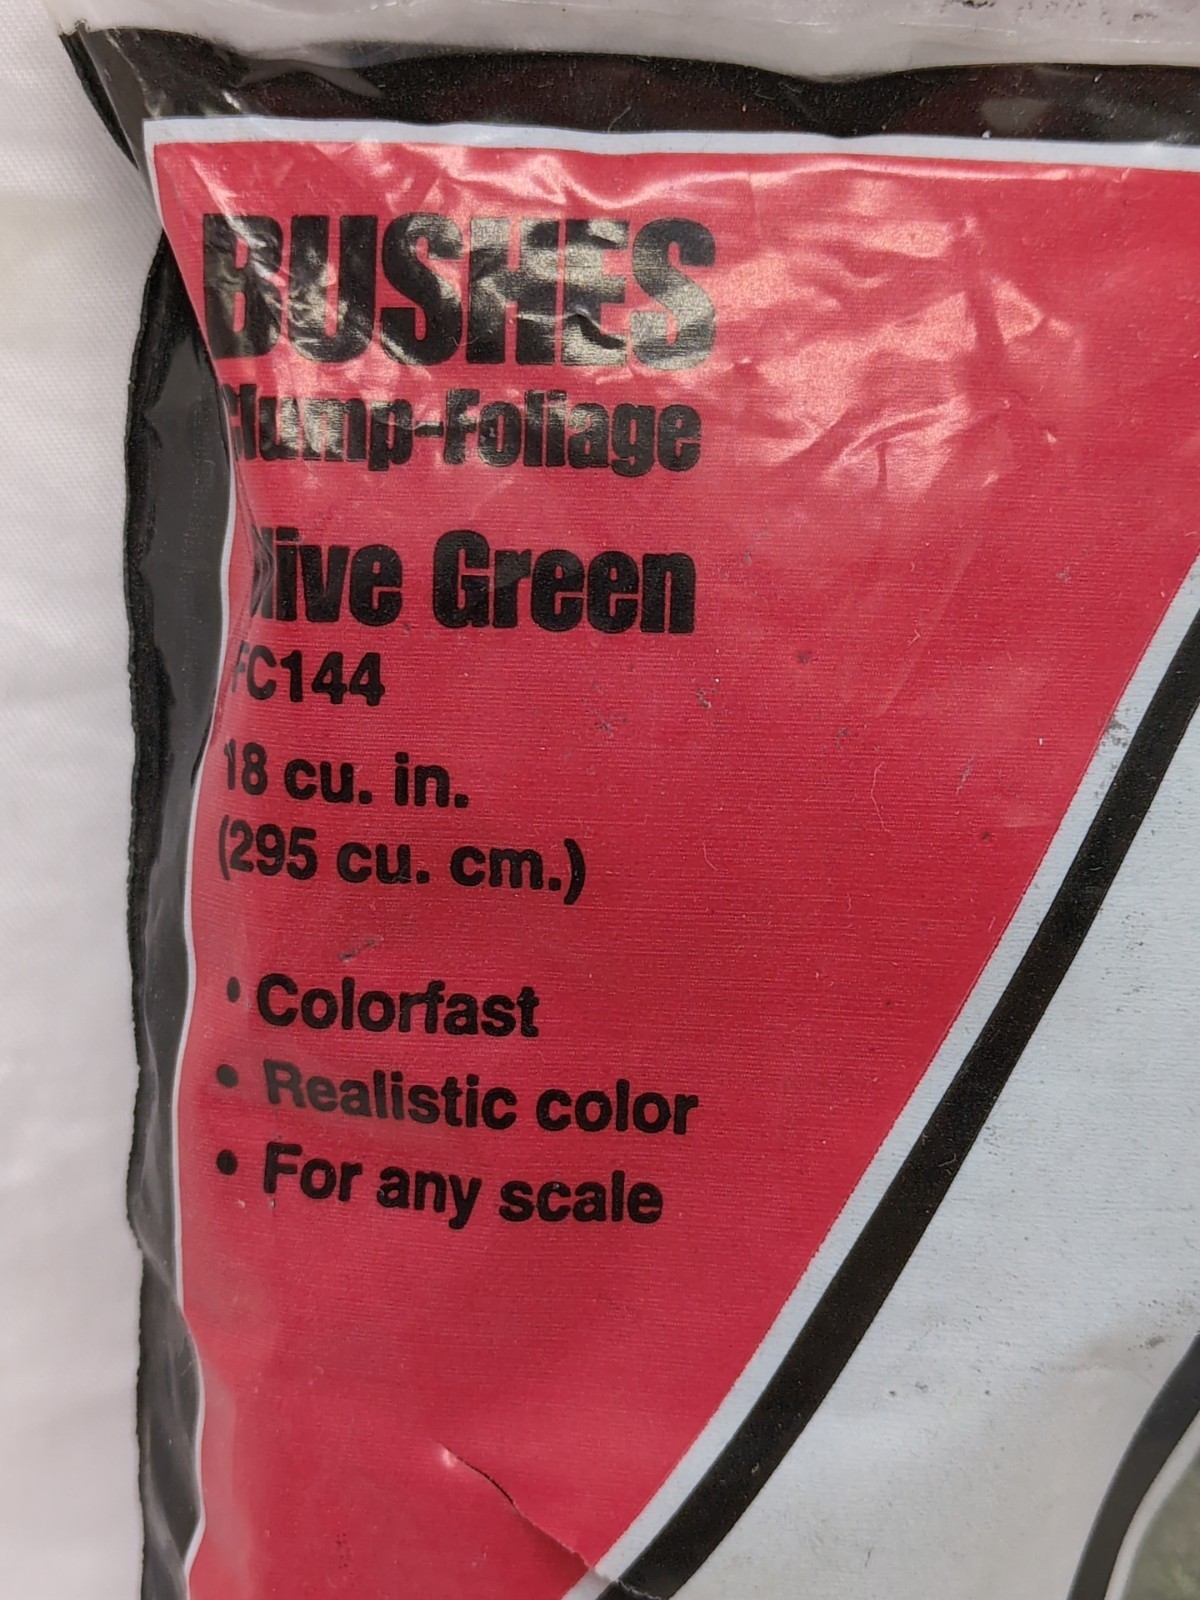 BUSHES
Clump-Foliage
Olive Green
FC144
18 cu. in.
(295 cu. cm.)
• Colorfast
• Realistic color
• For any scale